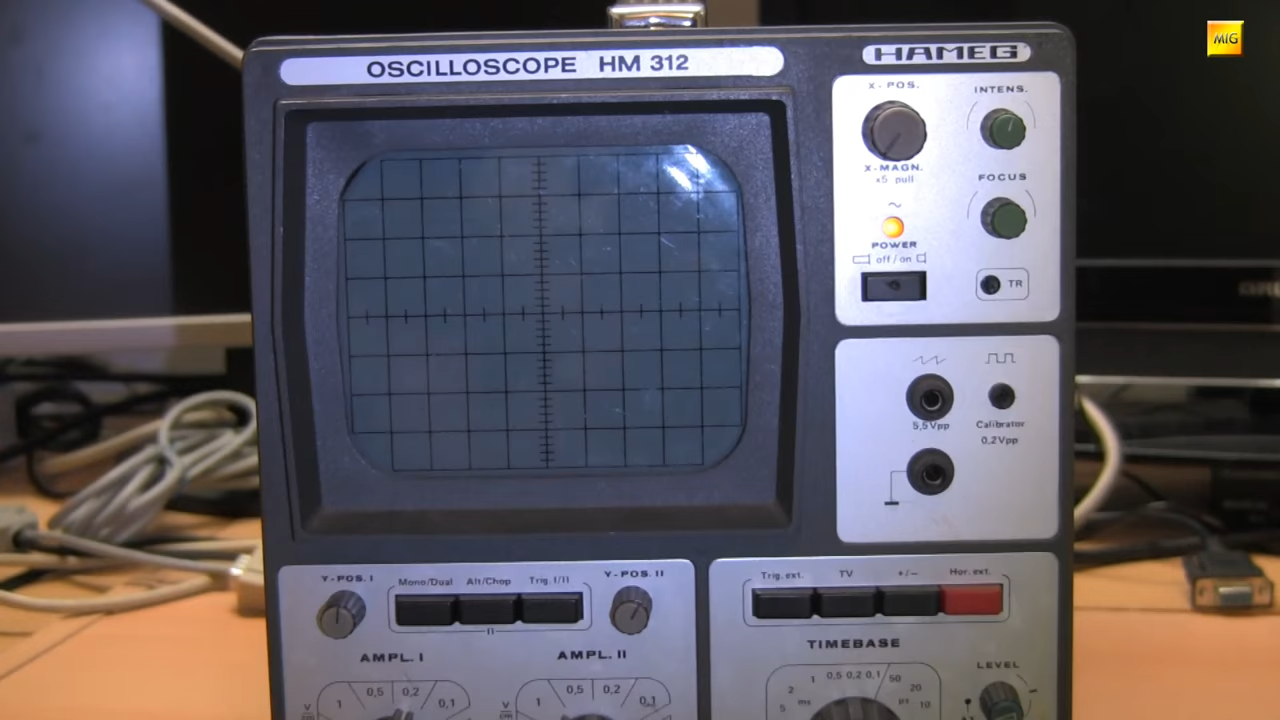 MIG
OSCILLOSCOPE HM 312
HAMEG
X-POS.
INTENS.
X-MAGN.
x5 pull
FOCUS
POWER
off/on
TR
5,5Vpp
Calibrator
0,2Vpp
Y-POS. I
Mono/Dual
Alt/Chop
Trig. I/II
Y-POS. II
II
Trig. ext.
TV
+/−
Hor. ext.
AMPL. I
AMPL. II
TIMEBASE
LEVEL
V
1
0,5
0,2
0,1
V
1
0,5
0,2
0,1
5
2
ms
1
0,5
0,2
0,1
50
20
µs
10